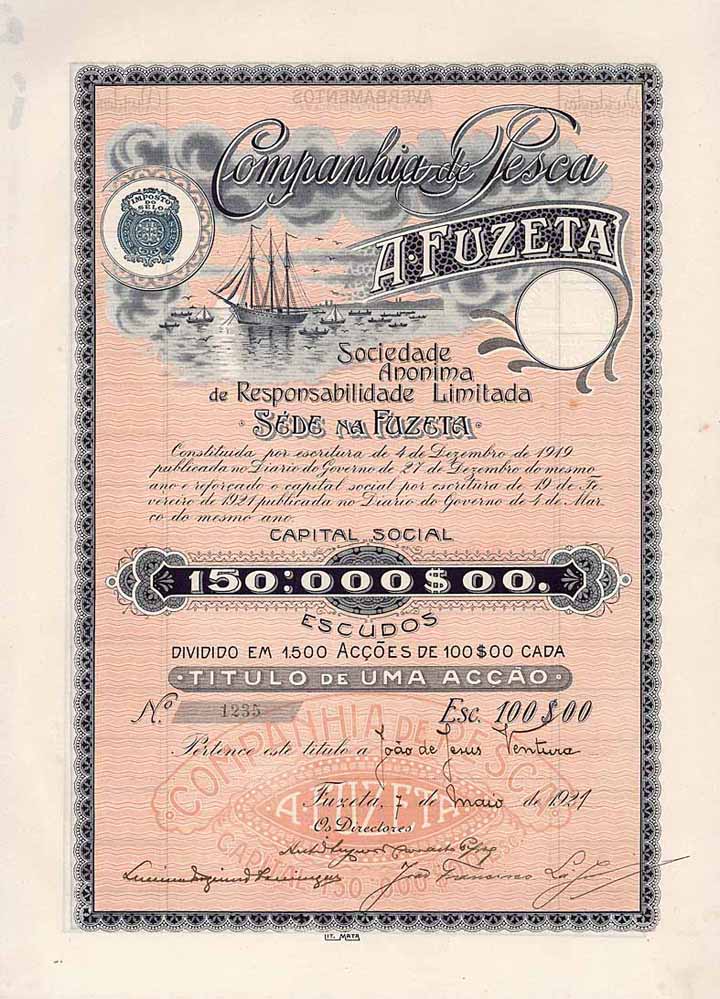 AVERBAMENTOS
Companhia de Pesca
A FUZETA
IMPOSTO
DO
SELO
Sociedade
Anonima
de Responsabilidade Limitada
SÉDE NA FUZETA
Constituida por escritura de 4 de Dezembro de 1919
publicada no Diario do Governo de 27 de Dezembro do mesmo
ano e reforçado o capital social por escritura de 19 de Fe-
vereiro de 1921 publicada no Diario do Governo de 4 de Mar-
ço do mesmo ano.
CAPITAL SOCIAL
150:000$00.
ESCUDOS
DIVIDIDO EM 1.500 ACÇÕES DE 100$00 CADA
·TITULO DE UMA ACCÃO·
N.º 1235 Esc. 100$00
Pertence este titulo a João de Jesus Ventura
COMPANHIA DE PESCA
A FUZETA
Fuzeta, 7 de Maio de 1921
Os Directores
João Francisco
LIT. MATA